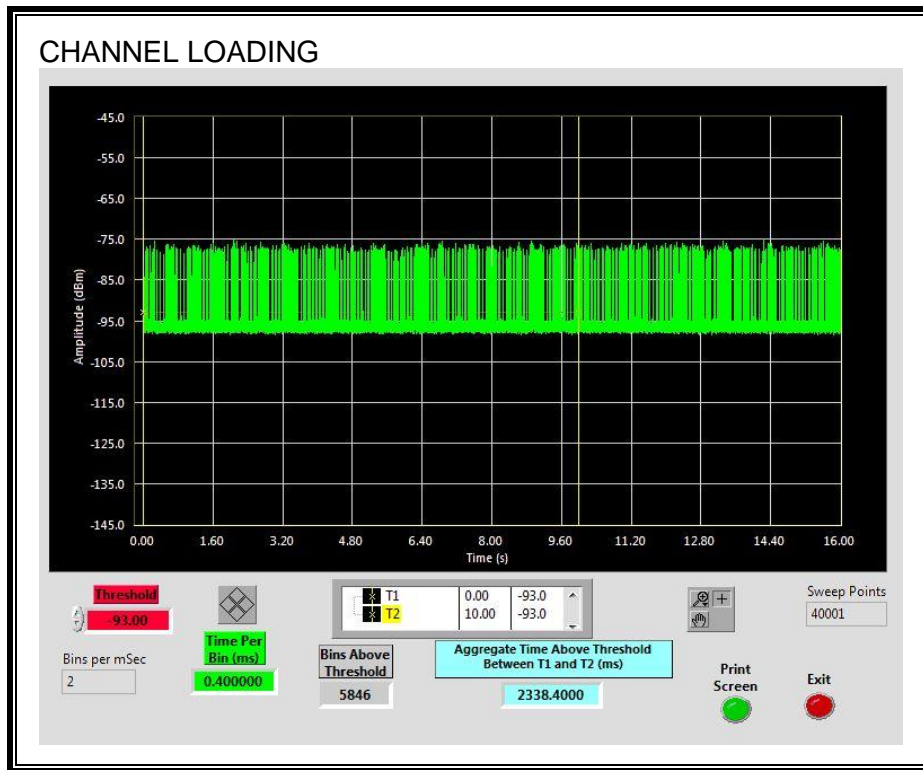 CHANNEL LOADING
-45.0
-55.0
-65.0
-75.0
-85.0
-95.0
-105.0
-115.0
-125.0
-135.0
-145.0
Amplitude (dBm)
0.00 1.60 3.20 4.80 6.40 8.00 9.60 11.20 12.80 14.40 16.00
Time (s)
Threshold
-93.00
Bins per mSec
2
Time Per
Bin (ms)
0.400000
T1 0.00 -93.0
T2 10.00 -93.0
Bins Above
Threshold
5846
Aggregate Time Above Threshold
Between T1 and T2 (ms)
2338.4000
Sweep Points
40001
Print
Screen
Exit